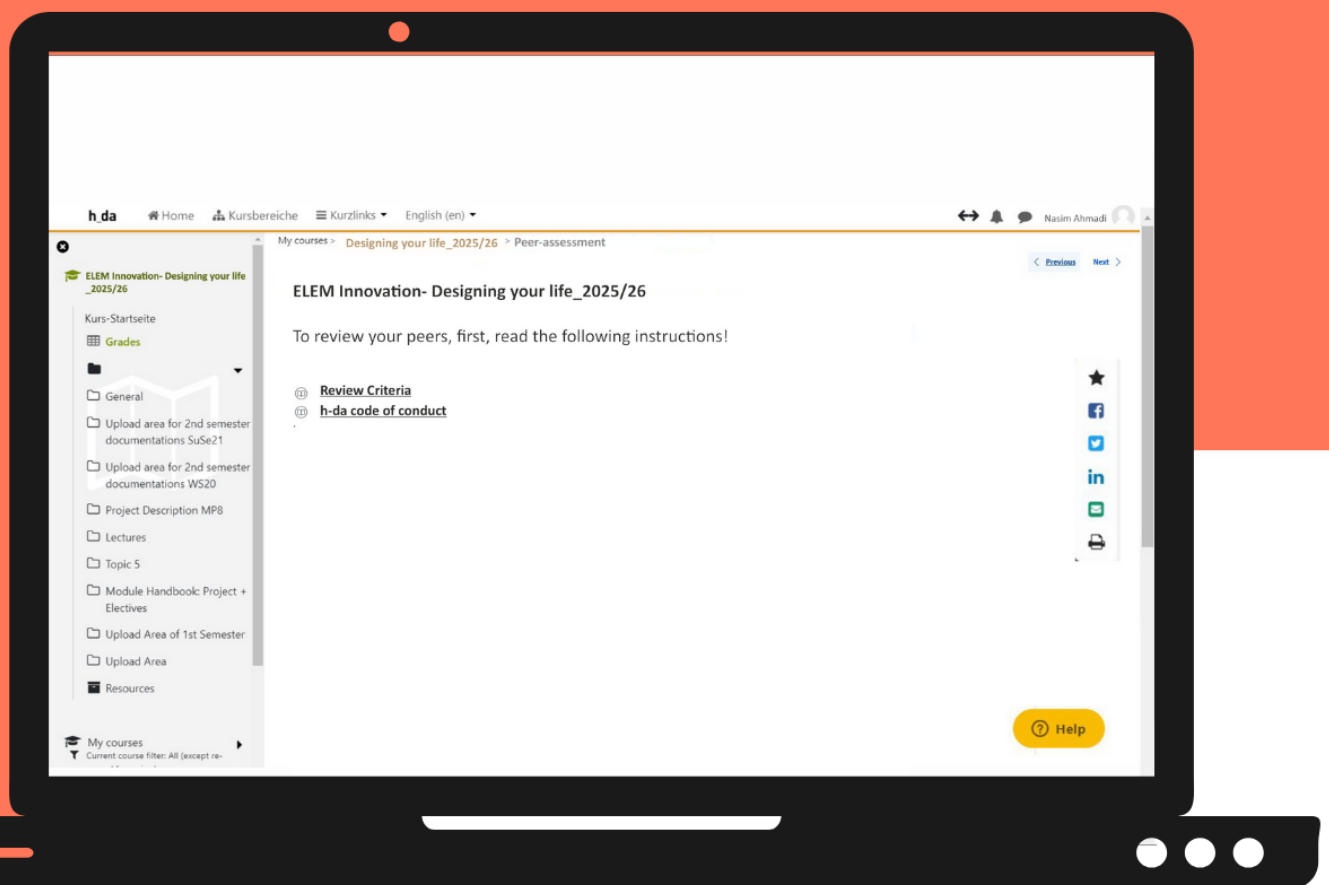 h_da Home Kursbereiche Kurzlinks English (en) Nasim Ahmadi
My courses > Designing your life_2025/26 > Peer-assessment
Previous Next
ELEM Innovation- Designing your life
_2025/26
Kurs-Startseite
Grades
General
Upload area for 2nd semester
documentations SuSe21
Upload area for 2nd semester
documentations WS20
Project Description MP8
Lectures
Topic 5
Module Handbook: Project +
Electives
Upload Area of 1st Semester
Upload Area
Resources
My courses
Current course filter: All (except re-
ELEM Innovation- Designing your life_2025/26
To review your peers, first, read the following instructions!
Review Criteria
h-da code of conduct
in
Help